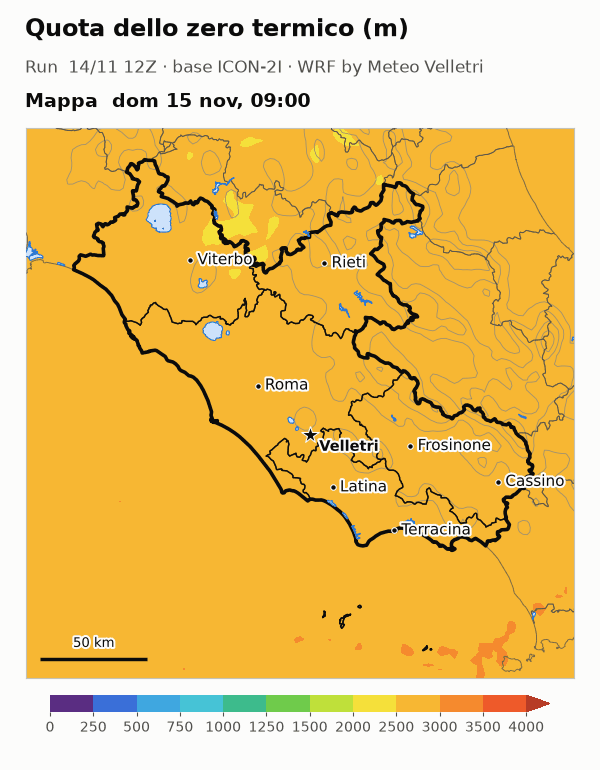 Quota dello zero termico (m)
Run 14/11 12Z · base ICON-2I · WRF by Meteo Velletri
Mappa dom 15 nov, 09:00
Viterbo
Rieti
Roma
Velletri
Frosinone
Latina
Cassino
Terracina
50 km
0 250 500 750 1000 1250 1500 2000 2500 3000 3500 4000